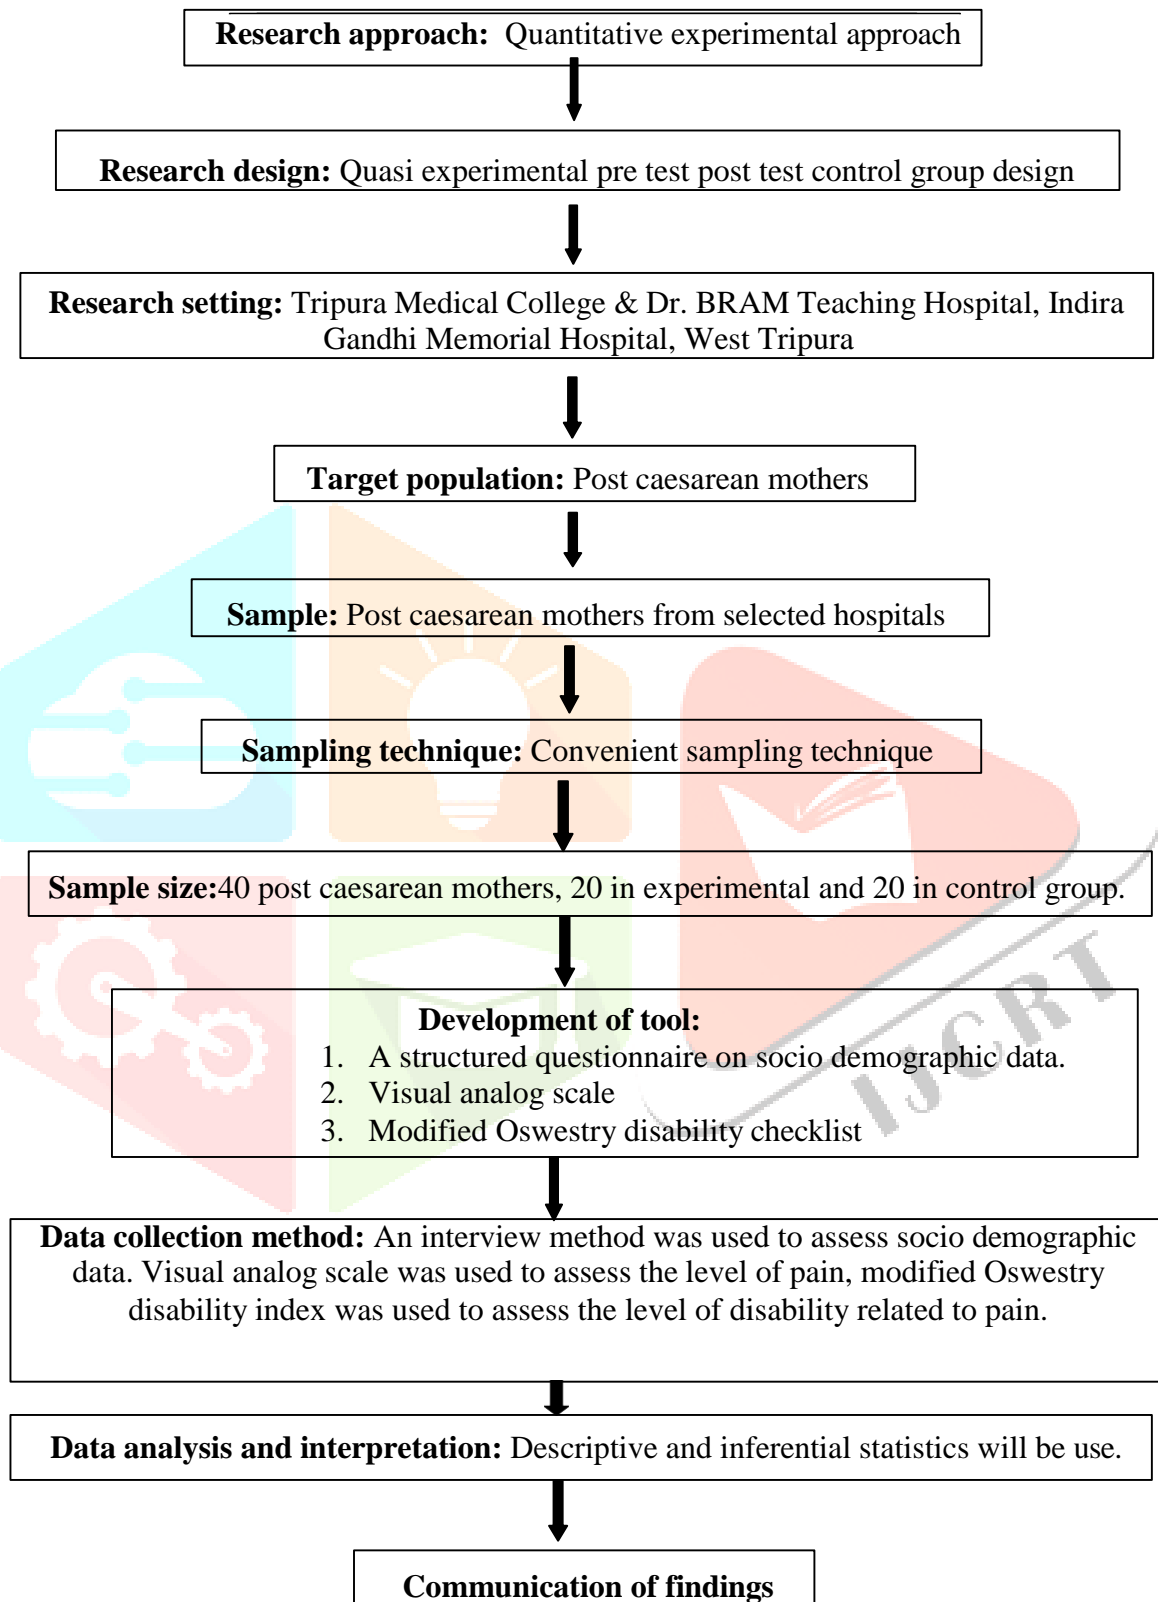 Research approach: Quantitative experimental approach
Research design: Quasi experimental pre test post test control group design
Research setting: Tripura Medical College & Dr. BRAM Teaching Hospital, Indira
Gandhi Memorial Hospital, West Tripura
Target population: Post caesarean mothers
Sample: Post caesarean mothers from selected hospitals
Sampling technique: Convenient sampling technique
Sample size:40 post caesarean mothers, 20 in experimental and 20 in control group.
Development of tool:
1. A structured questionnaire on socio demographic data.
2. Visual analog scale
3. Modified Oswestry disability checklist
IJCRT
Data collection method: An interview method was used to assess socio demographic
data. Visual analog scale was used to assess the level of pain, modified Oswestry
disability index was used to assess the level of disability related to pain.
Data analysis and interpretation: Descriptive and inferential statistics will be use.
Communication of findings